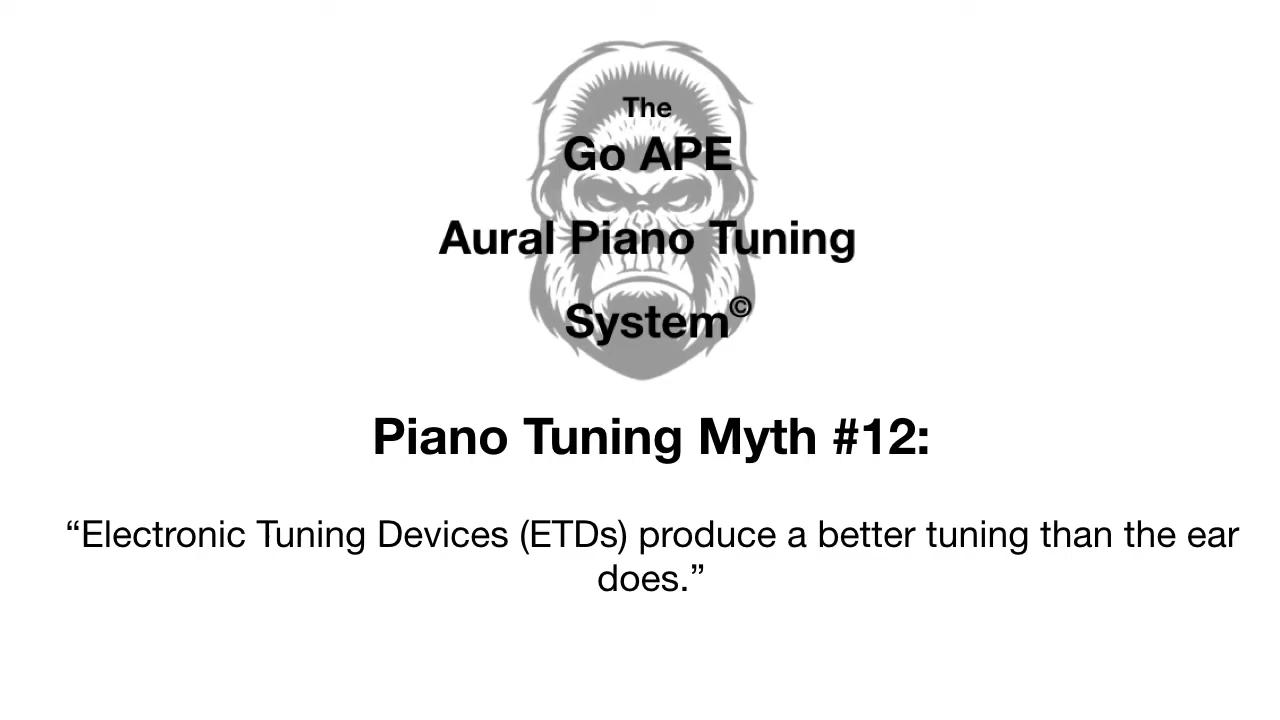 The
Go APE
Aural Piano Tuning
System©
Piano Tuning Myth #12:
“Electronic Tuning Devices (ETDs) produce a better tuning than the ear
does.”